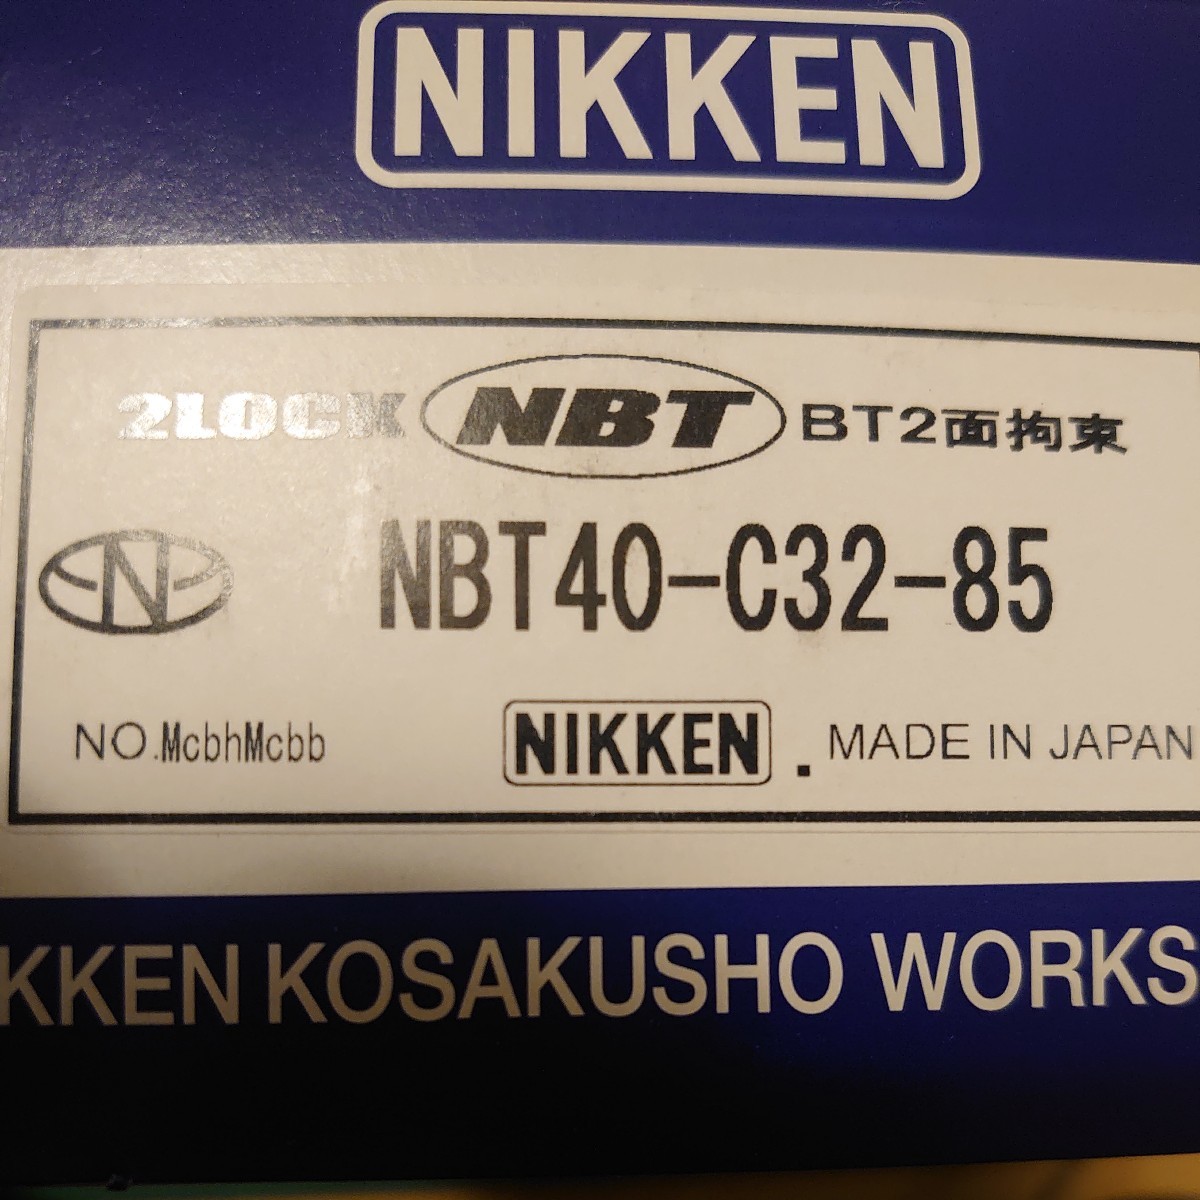 NIKKEN
2LOCK NBT BT2面拘束
N
NBT40-C32-85
NO.McbhMcbb NIKKEN. MADE IN JAPAN
KKEN KOSAKUSHO WORKS